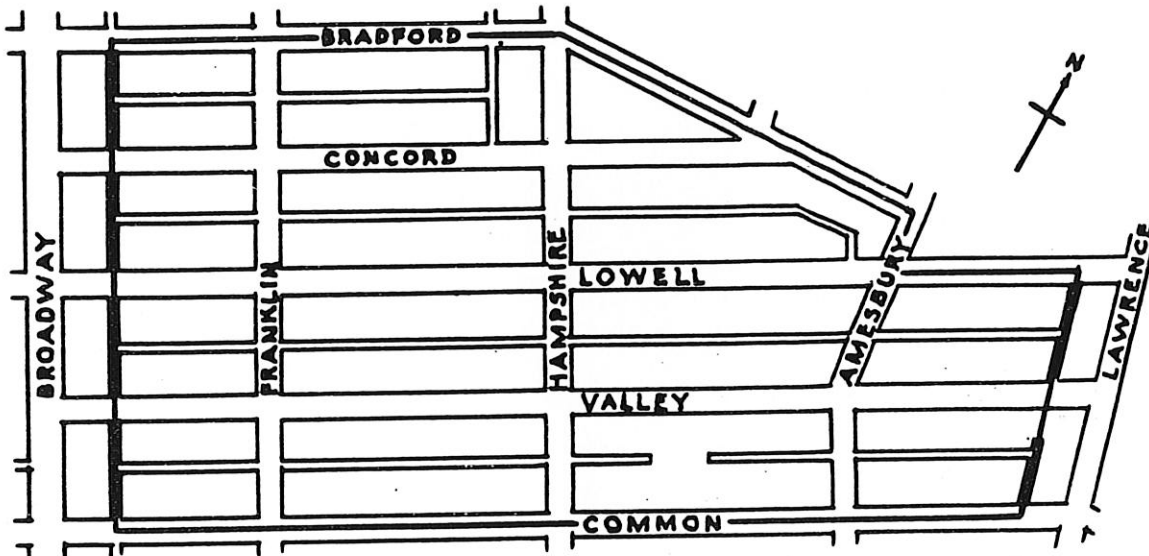 BRADFORD
N
CONCORD
BROADWAY
FRANKLIN
HAMPSHIRE
LOWELL
AMESBURY
LAWRENCE
VALLEY
COMMON